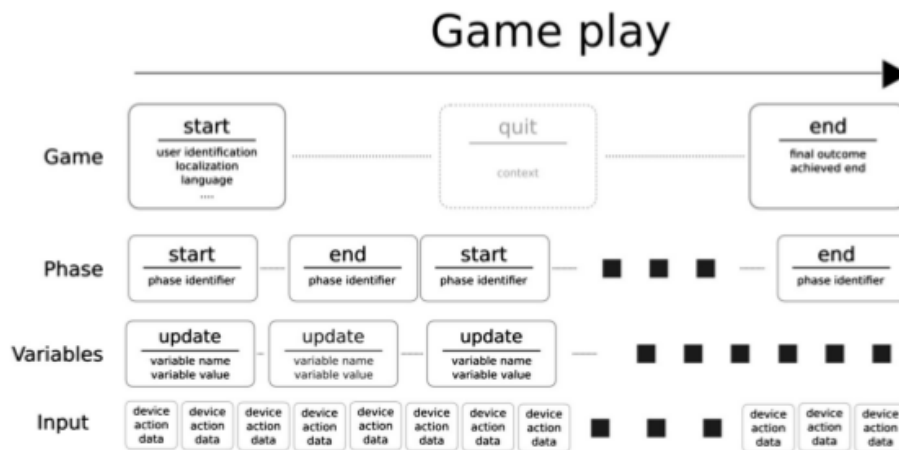 Game play
Game
start
user identification
localization
language
....
quit
context
end
final outcome
achieved end
Phase
start
phase identifier
end
phase identifier
start
phase identifier
end
phase identifier
Variables
update
variable name
variable value
update
variable name
variable value
update
variable name
variable value
Input
device
action
data
device
action
data
device
action
data
device
action
data
device
action
data
device
action
data
device
action
data
device
action
data
device
action
data
device
action
data
device
action
data